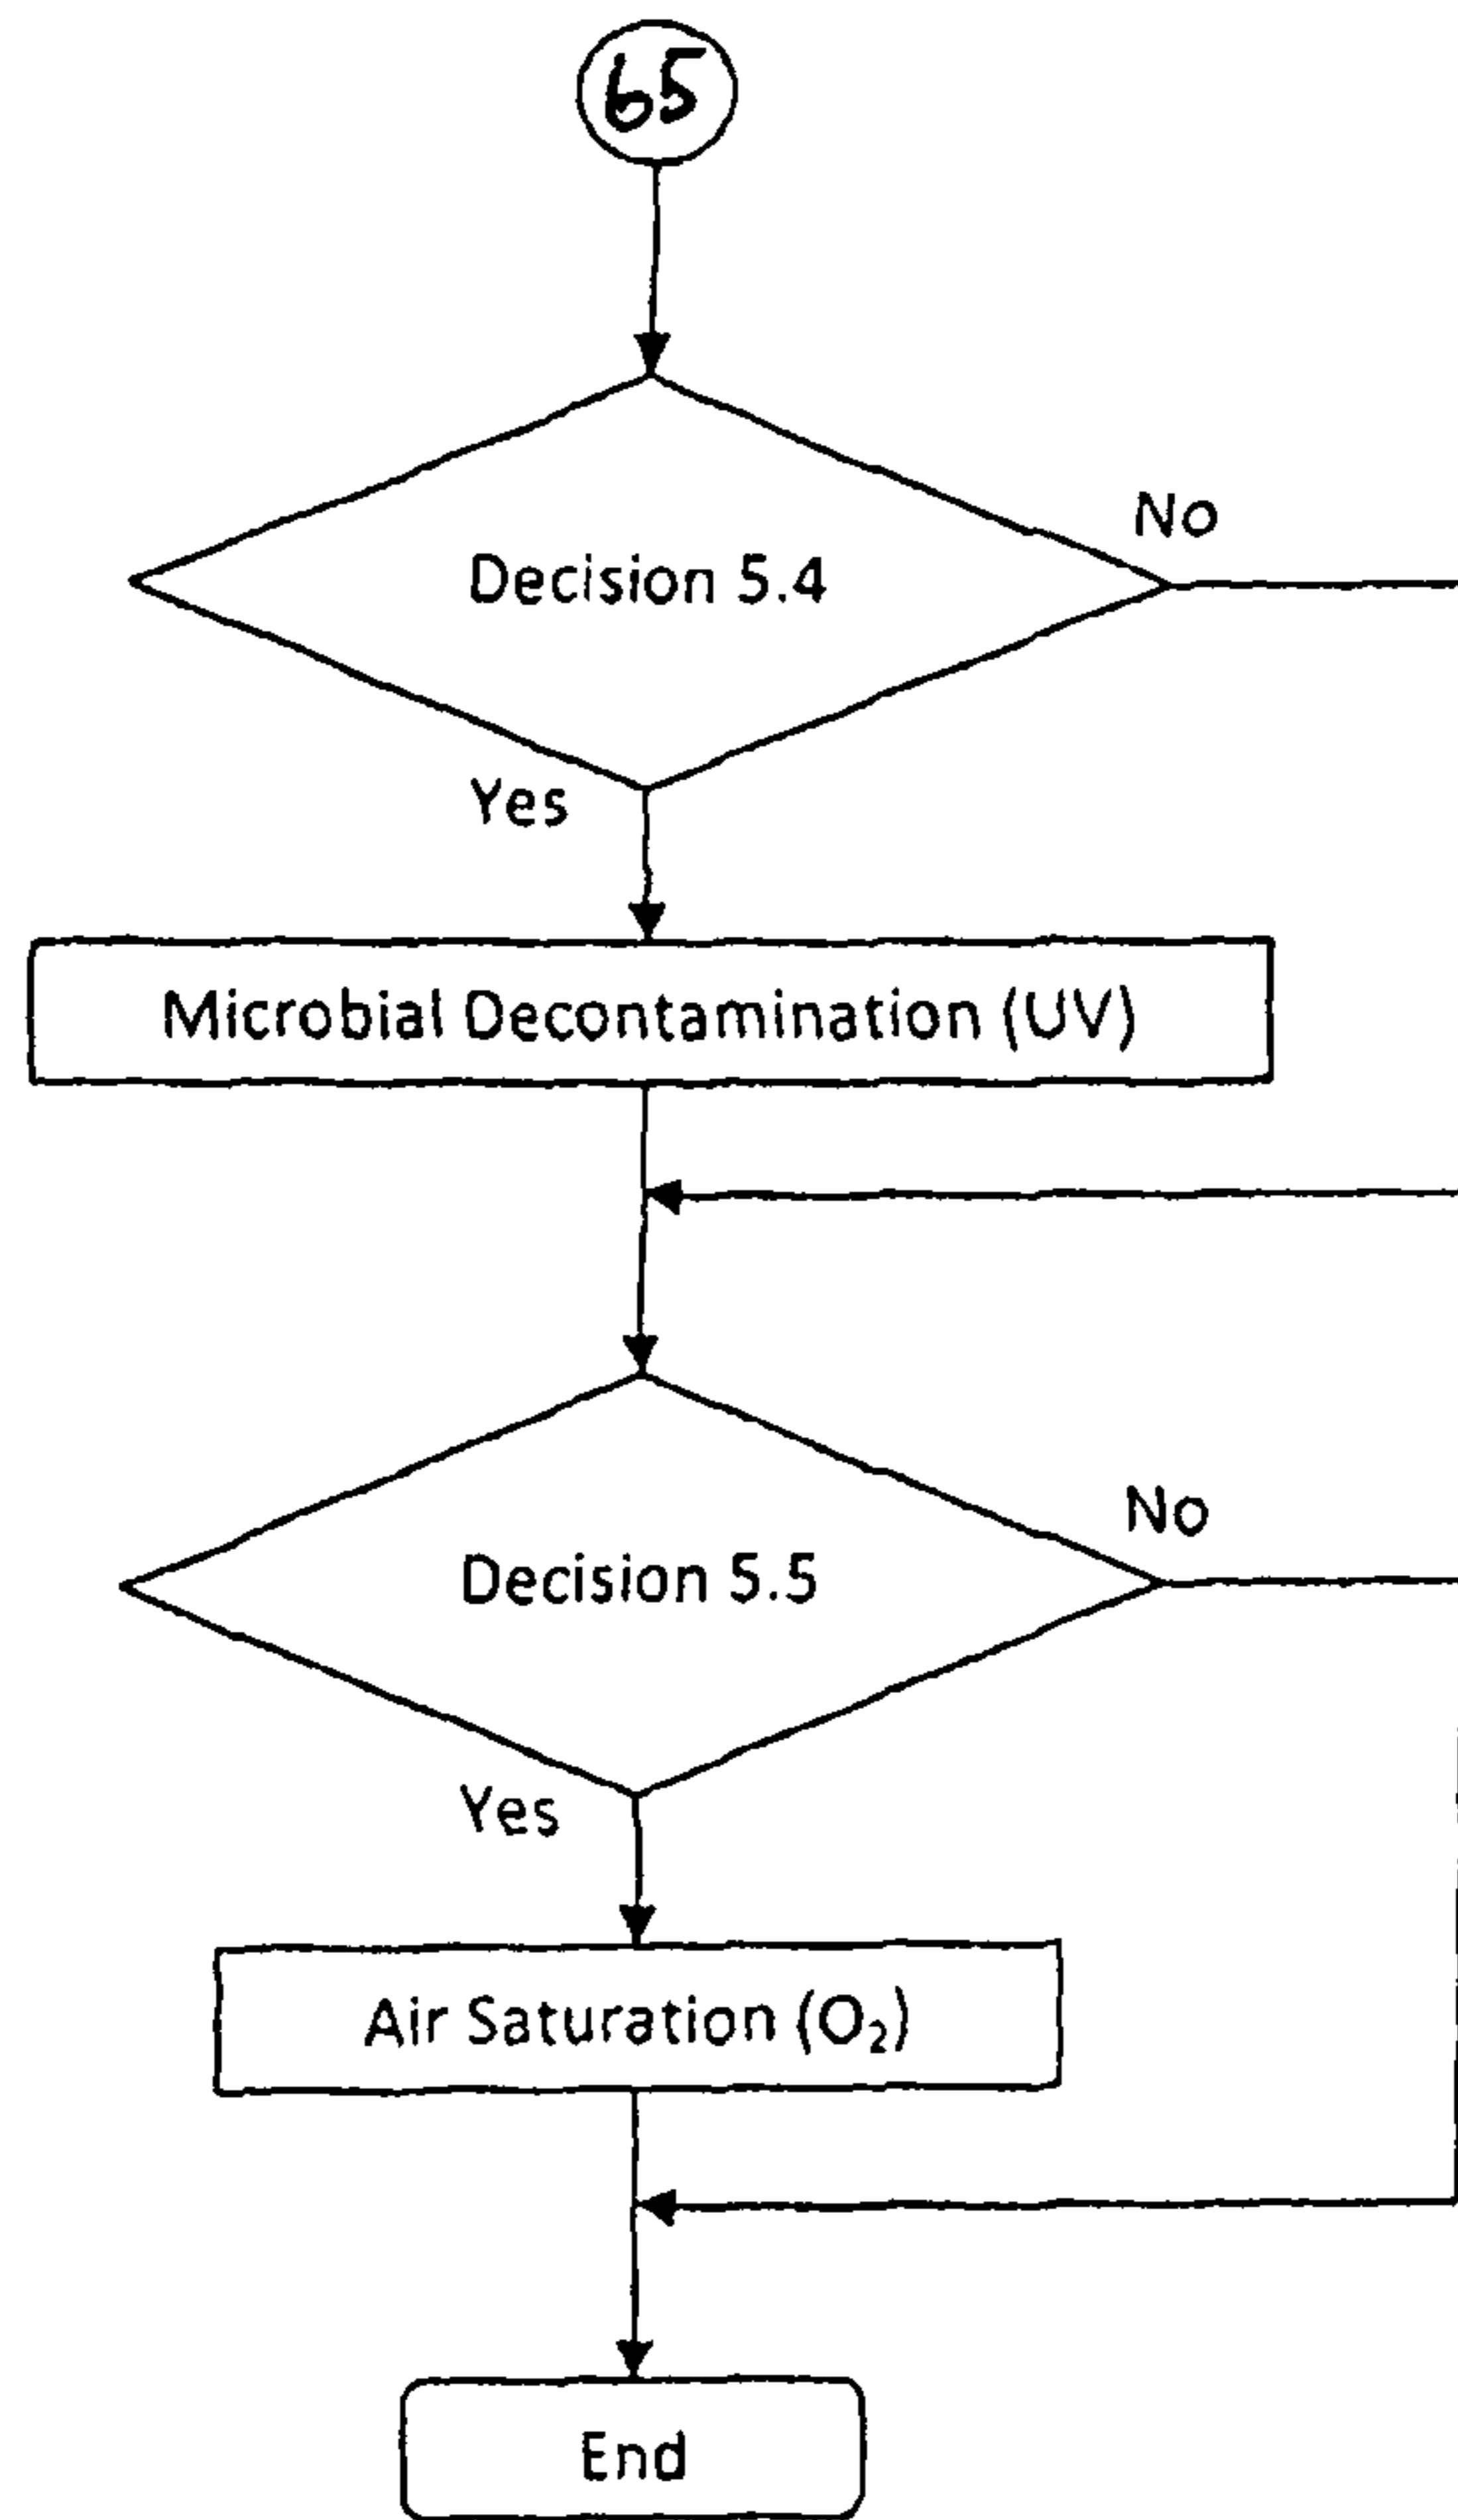 65
Decision 5.4
No
Yes
Microbial Decontamination (UV)
Decision 5.5
No
Yes
Air Saturation (O₂)
End